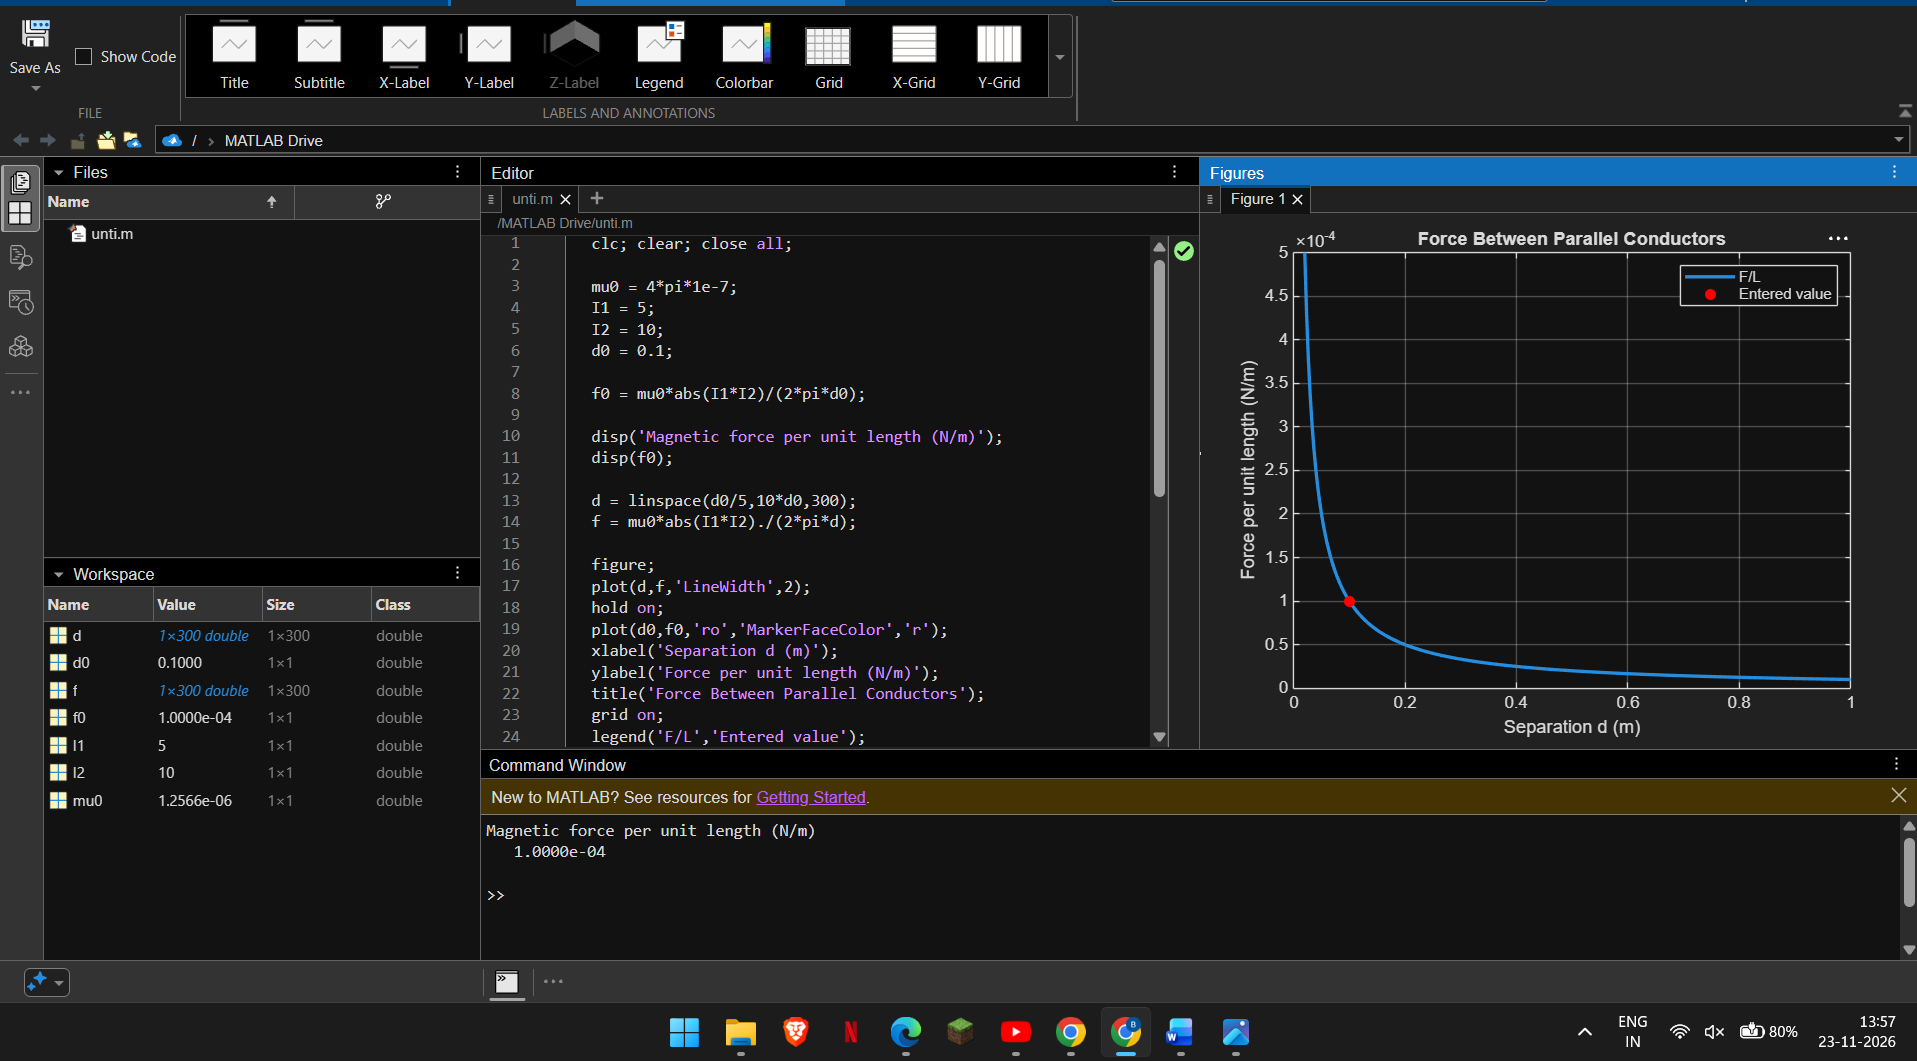 Save As
Show Code
FILE
Title
Subtitle
X-Label
Y-Label
Z-Label
Legend
Colorbar
Grid
X-Grid
Y-Grid
LABELS AND ANNOTATIONS
/ › MATLAB Drive
Files
Name
unti.m
Workspace
Name Value Size Class
d 1×300 double 1×300 double
d0 0.1000 1×1 double
f 1×300 double 1×300 double
f0 1.0000e-04 1×1 double
I1 5 1×1 double
I2 10 1×1 double
mu0 1.2566e-06 1×1 double
Editor
unti.m
/MATLAB Drive/unti.m
1 clc; clear; close all;
2
3 mu0 = 4*pi*1e-7;
4 I1 = 5;
5 I2 = 10;
6 d0 = 0.1;
7
8 f0 = mu0*abs(I1*I2)/(2*pi*d0);
9
10 disp('Magnetic force per unit length (N/m)');
11 disp(f0);
12
13 d = linspace(d0/5,10*d0,300);
14 f = mu0*abs(I1*I2)./(2*pi*d);
15
16 figure;
17 plot(d,f,'LineWidth',2);
18 hold on;
19 plot(d0,f0,'ro','MarkerFaceColor','r');
20 xlabel('Separation d (m)');
21 ylabel('Force per unit length (N/m)');
22 title('Force Between Parallel Conductors');
23 grid on;
24 legend('F/L','Entered value');
Figures
Figure 1
×10-4
Force Between Parallel Conductors
F/L
Entered value
5
4.5
4
3.5
3
2.5
2
1.5
1
0.5
0
Force per unit length (N/m)
0 0.2 0.4 0.6 0.8 1
Separation d (m)
Command Window
New to MATLAB? See resources for Getting Started.
Magnetic force per unit length (N/m)
1.0000e-04
>>
ENG
IN
80%
13:57
23-11-2026